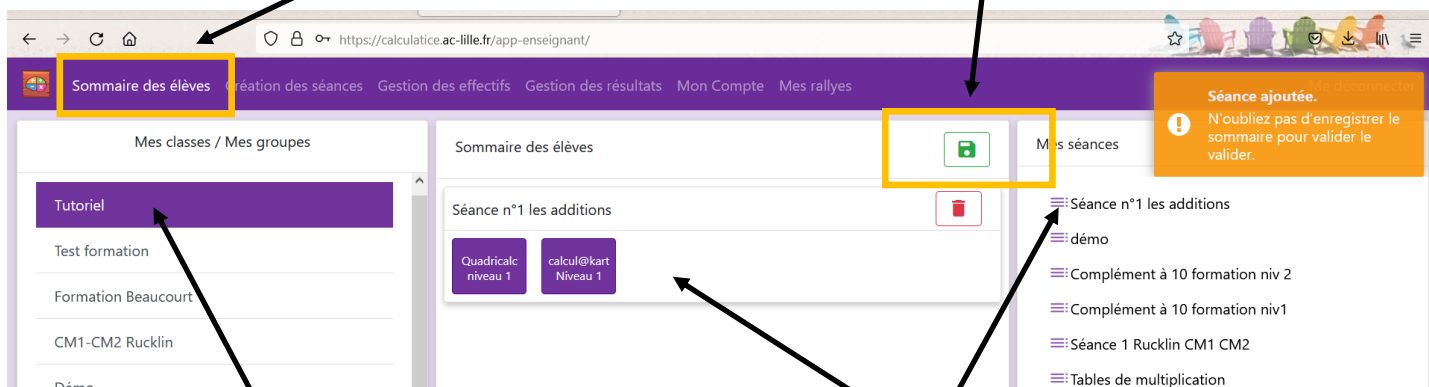 https://calculatice.ac-lille.fr/app-enseignant/
Sommaire des élèves Création des séances Gestion des effectifs Gestion des résultats Mon Compte Mes rallyes Me déconnecter
Séance ajoutée.
N'oubliez pas d'enregistrer le
sommaire pour valider le
valider.
Mes classes / Mes groupes
Tutoriel
Test formation
Formation Beaucourt
CM1-CM2 Rucklin
Démo
Sommaire des élèves
Séance n°1 les additions
Quadricalc
niveau 1
calcul@kart
Niveau 1
Mes séances
Séance n°1 les additions
démo
Complément à 10 formation niv 2
Complément à 10 formation niv1
Séance 1 Rucklin CM1 CM2
Tables de multiplication